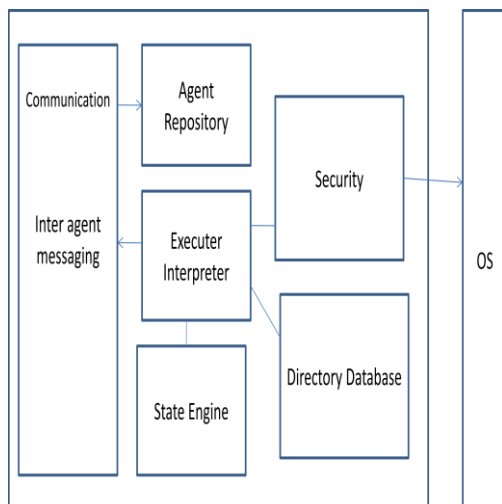 Communication
Inter agent
messaging
Agent
Repository
Executer
Interpreter
State Engine
Security
Directory Database
OS